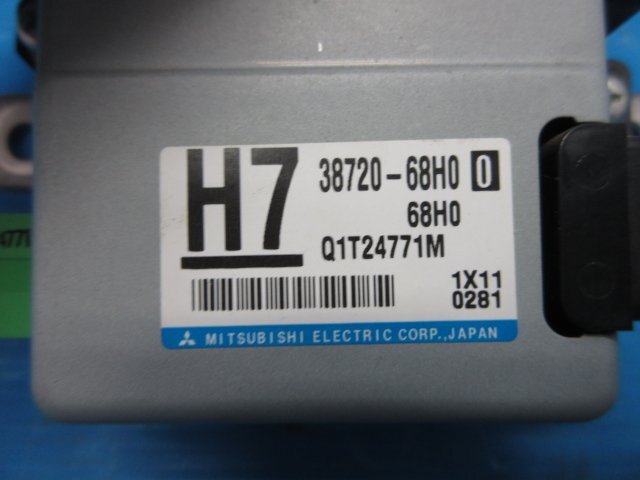 H7
38720-68H0 0
68H0
Q1T24771M
1X11
0281
MITSUBISHI ELECTRIC CORP.,JAPAN